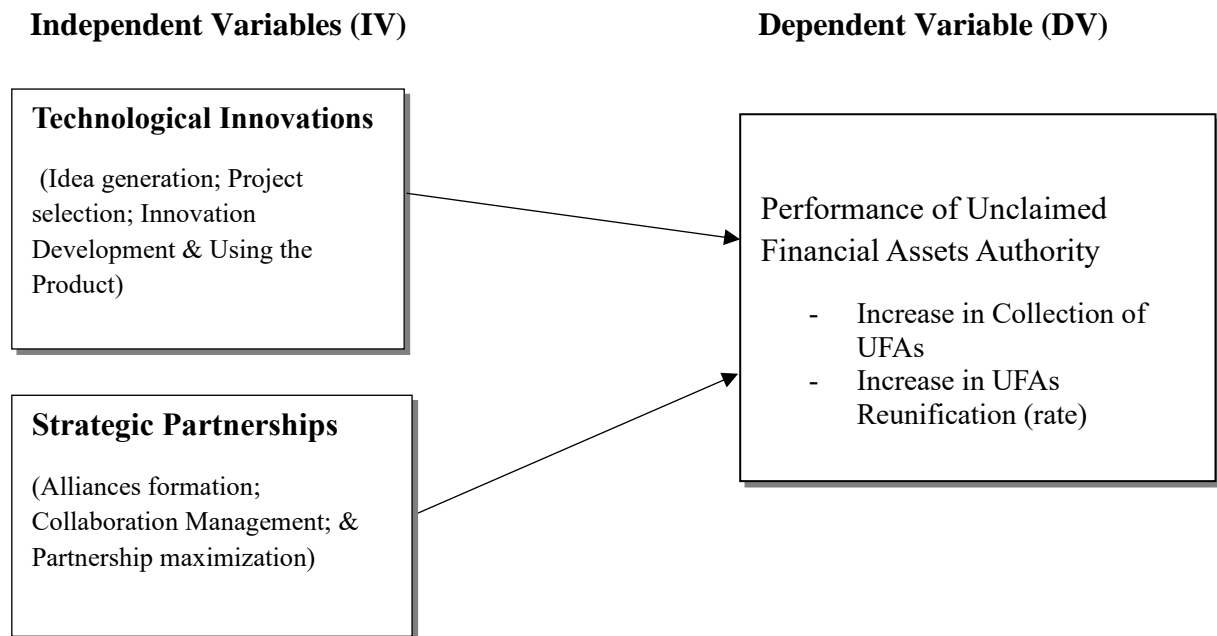 Independent Variables (IV)
Dependent Variable (DV)
Technological Innovations
(Idea generation; Project
selection; Innovation
Development & Using the
Product)
Strategic Partnerships
(Alliances formation;
Collaboration Management; &
Partnership maximization)
Performance of Unclaimed
Financial Assets Authority
- Increase in Collection of
UFAs
- Increase in UFAs
Reunification (rate)